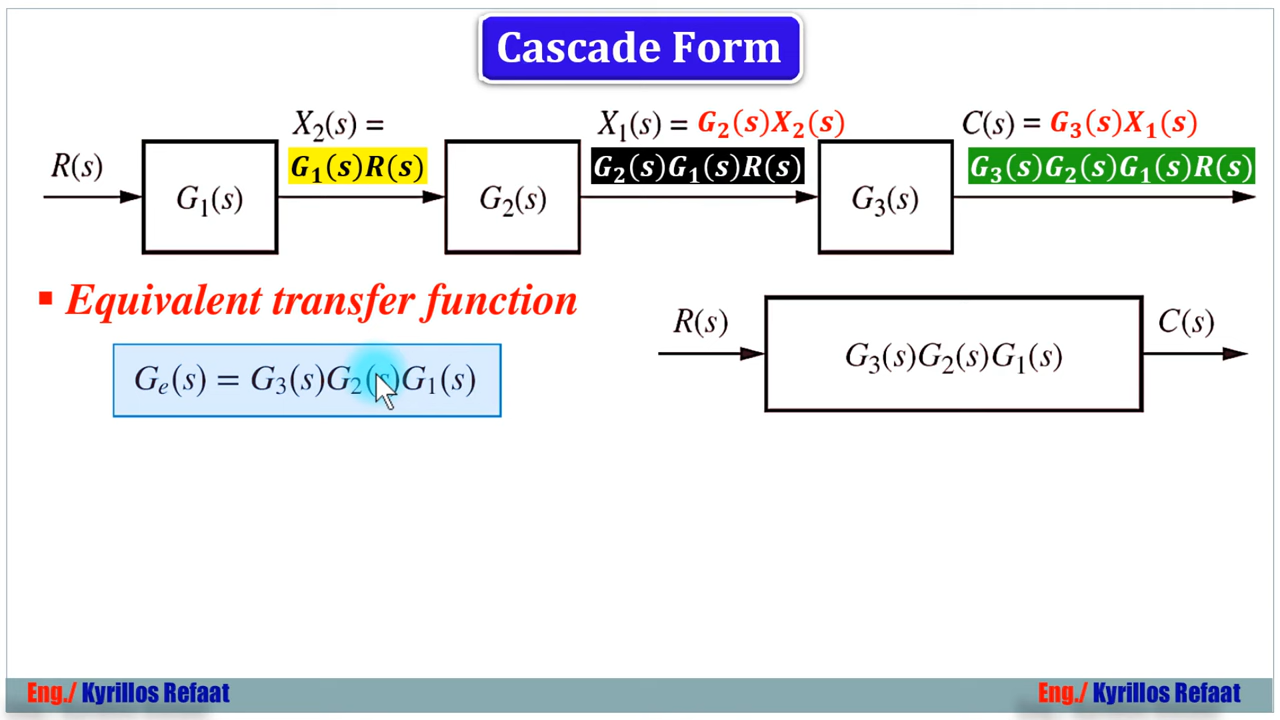 Cascade Form
X₂(s) =
X₁(s) = G₂(s)X₂(s)
C(s) = G₃(s)X₁(s)
R(s)
G₁(s)R(s)
G₂(s)G₁(s)R(s)
G₃(s)G₂(s)G₁(s)R(s)
G₁(s)
G₂(s)
G₃(s)
▪ Equivalent transfer function
Gₑ(s) = G₃(s)G₂(s)G₁(s)
R(s)
G₃(s)G₂(s)G₁(s)
C(s)
Eng./ Kyrillos Refaat
Eng./ Kyrillos Refaat